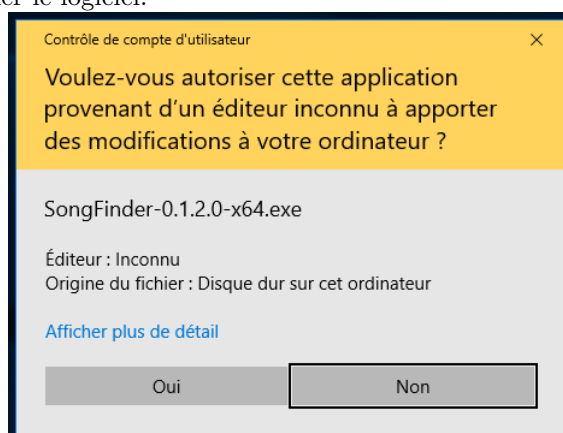 le logiciel.
Contrôle de compte d'utilisateur
Voulez-vous autoriser cette application
provenant d'un éditeur inconnu à apporter
des modifications à votre ordinateur ?
SongFinder-0.1.2.0-x64.exe
Éditeur : Inconnu
Origine du fichier : Disque dur sur cet ordinateur
Afficher plus de détail
Oui
Non